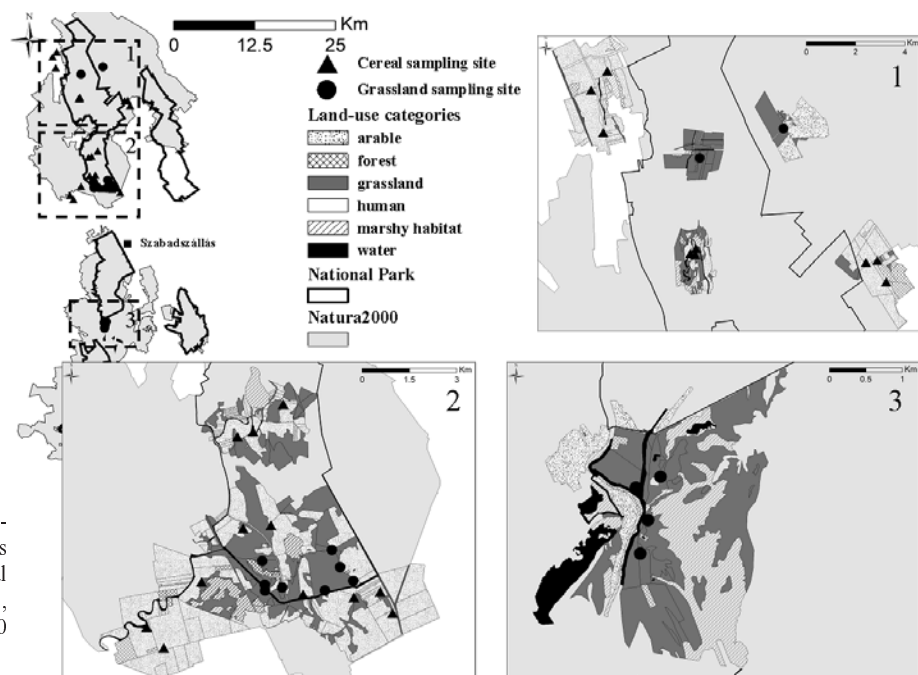 N
Km
0 12.5 25
1
2
Cereal sampling site
Grassland sampling site
Land-use categories
arable
forest
grassland
human
marshy habitat
water
National Park
Natura2000
Szabadszállás
3
Km
0 2 4
1
Km
0 1.5 3
2
Km
0 0.5 1
3
-
s
l
,
0